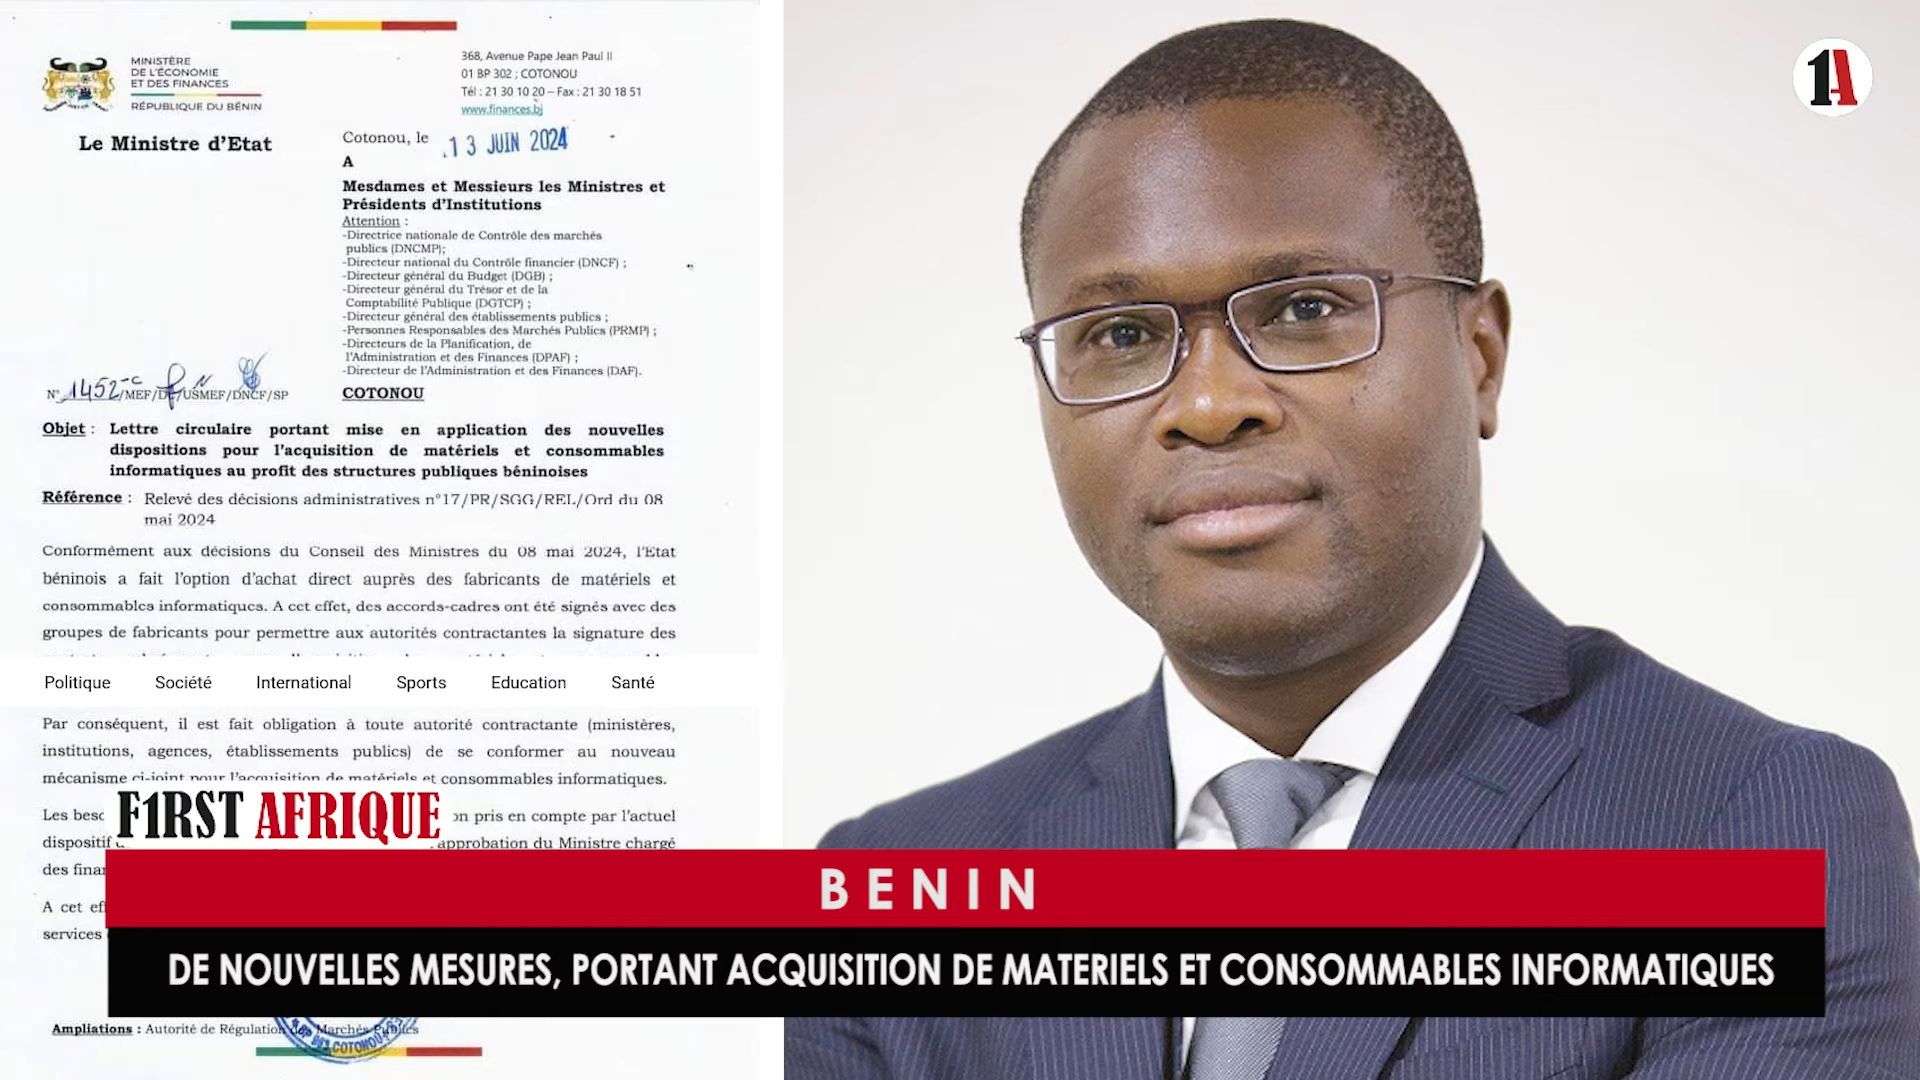 MINISTÈRE
DE L'ÉCONOMIE
ET DES FINANCES
RÉPUBLIQUE DU BÉNIN
368, Avenue Pape Jean Paul II
01 BP 302 ; COTONOU
Tél : 21 30 10 20 – Fax : 21 30 18 51
www.finances.bj
1A
Le Ministre d'Etat
Cotonou, le 13 JUIN 2024
A
Mesdames et Messieurs les Ministres et
Présidents d'Institutions
Attention :
-Directrice nationale de Contrôle des marchés
publics (DNCMP);
-Directeur national du Contrôle financier (DNCF) ;
-Directeur général du Budget (DGB) ;
-Directeur général du Trésor et de la
Comptabilité Publique (DGTCP) ;
-Directeur général des établissements publics ;
-Personnes Responsables des Marchés Publics (PRMP) ;
-Directeurs de la Planification, de
l'Administration et des Finances (DPAF) ;
-Directeur de l'Administration et des Finances (DAF).
N° 1452-c/MEF/DC/USMEF/DNCF/SP
COTONOU
Objet : Lettre circulaire portant mise en application des nouvelles
dispositions pour l'acquisition de matériels et consommables
informatiques au profit des structures publiques béninoises
Référence : Relevé des décisions administratives n°17/PR/SGG/REL/Ord du 08
mai 2024
Conformément aux décisions du Conseil des Ministres du 08 mai 2024, l'Etat
béninois a fait l'option d'achat direct auprès des fabricants de matériels et
consommables informatiques. A cet effet, des accords-cadres ont été signés avec des
groupes de fabricants pour permettre aux autorités contractantes la signature des
Politique Société International Sports Education Santé
Par conséquent, il est fait obligation à toute autorité contractante (ministères,
institutions, agences, établissements publics) de se conformer au nouveau
mécanisme ci-joint pour l'acquisition de matériels et consommables informatiques.
Les beso on pris en compte par l'actuel
dispositif approbation du Ministre chargé
des finan
A cet eff
services
F1RST AFRIQUE
BENIN
DE NOUVELLES MESURES, PORTANT ACQUISITION DE MATERIELS ET CONSOMMABLES INFORMATIQUES
Ampliations : Autorité de Régulation des Marchés Publics
COTONOU